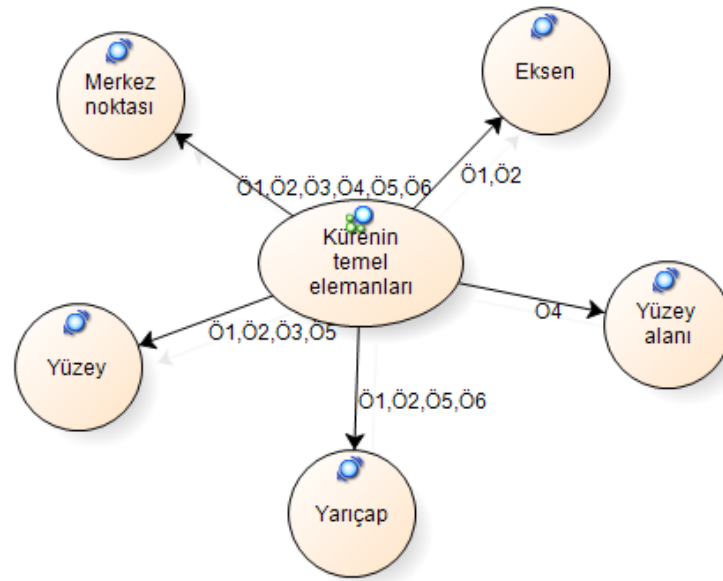 Merkez
noktası
Eksen
Ö1,Ö2,Ö3,Ö4,Ö5,Ö6
Ö1,Ö2
Kürenin
temel
elemanları
Ö4
Yüzey
alanı
Ö1,Ö2,Ö3,Ö5
Yüzey
Ö1,Ö2,Ö5,Ö6
Yarıçap